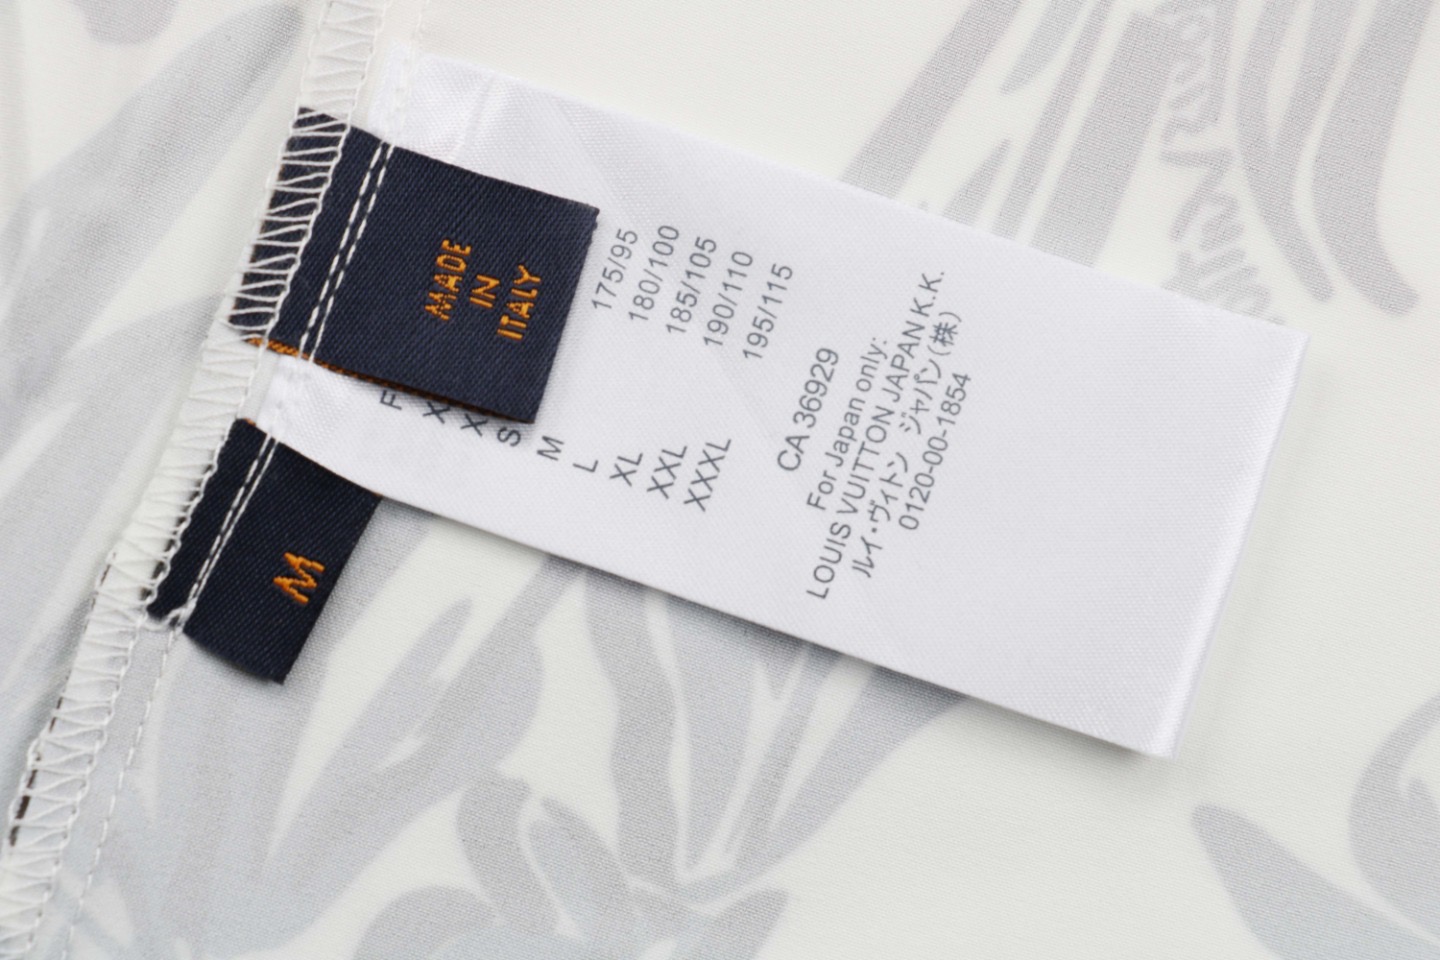 MADE
IN
ITALY
M
F
X
X
S
M
L
XL
XXL
XXXL
175/95
180/100
185/105
190/110
195/115
CA 36929
For Japan only:
LOUIS VUITTON JAPAN K.K.
ルイ・ヴィトン ジャパン(株)
0120-00-1854